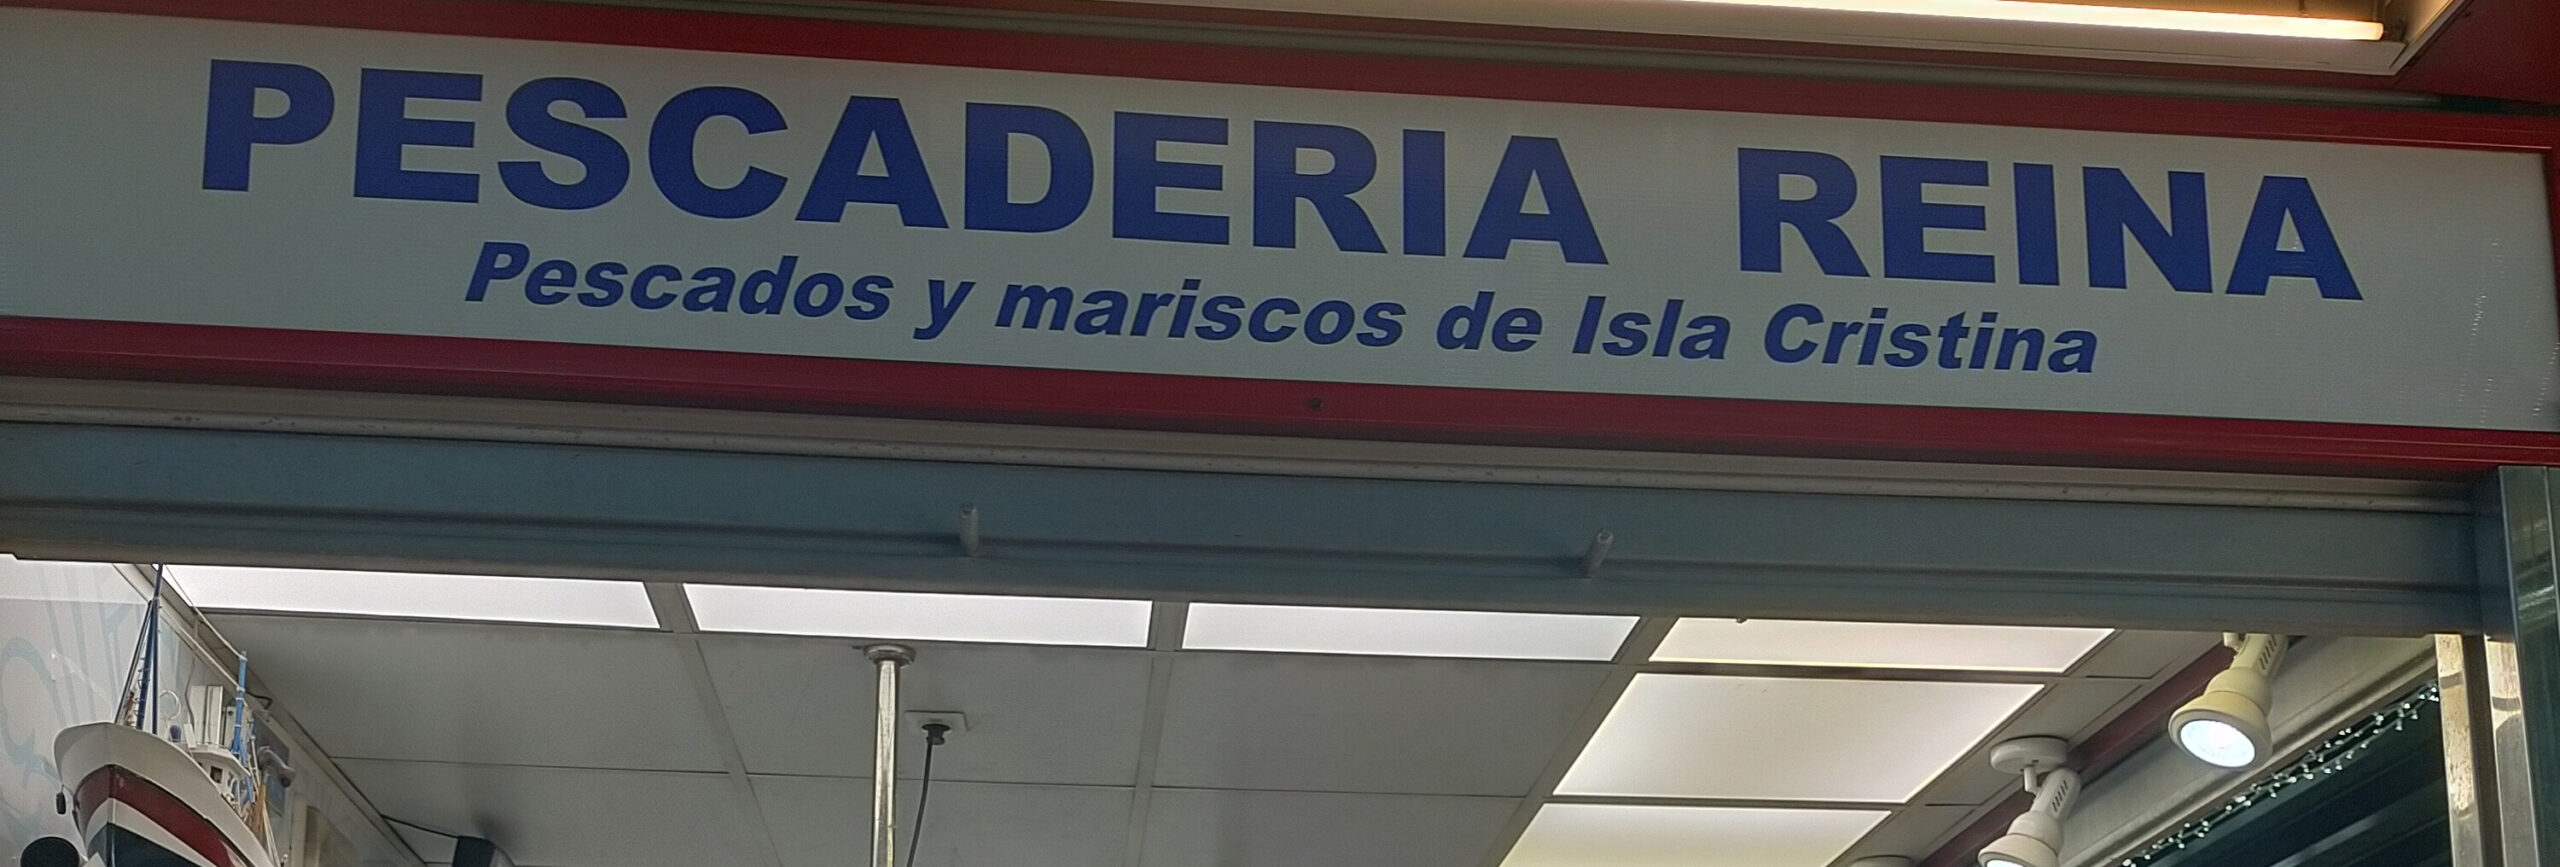 PESCADERIA REINA
Pescados y mariscos de Isla Cristina